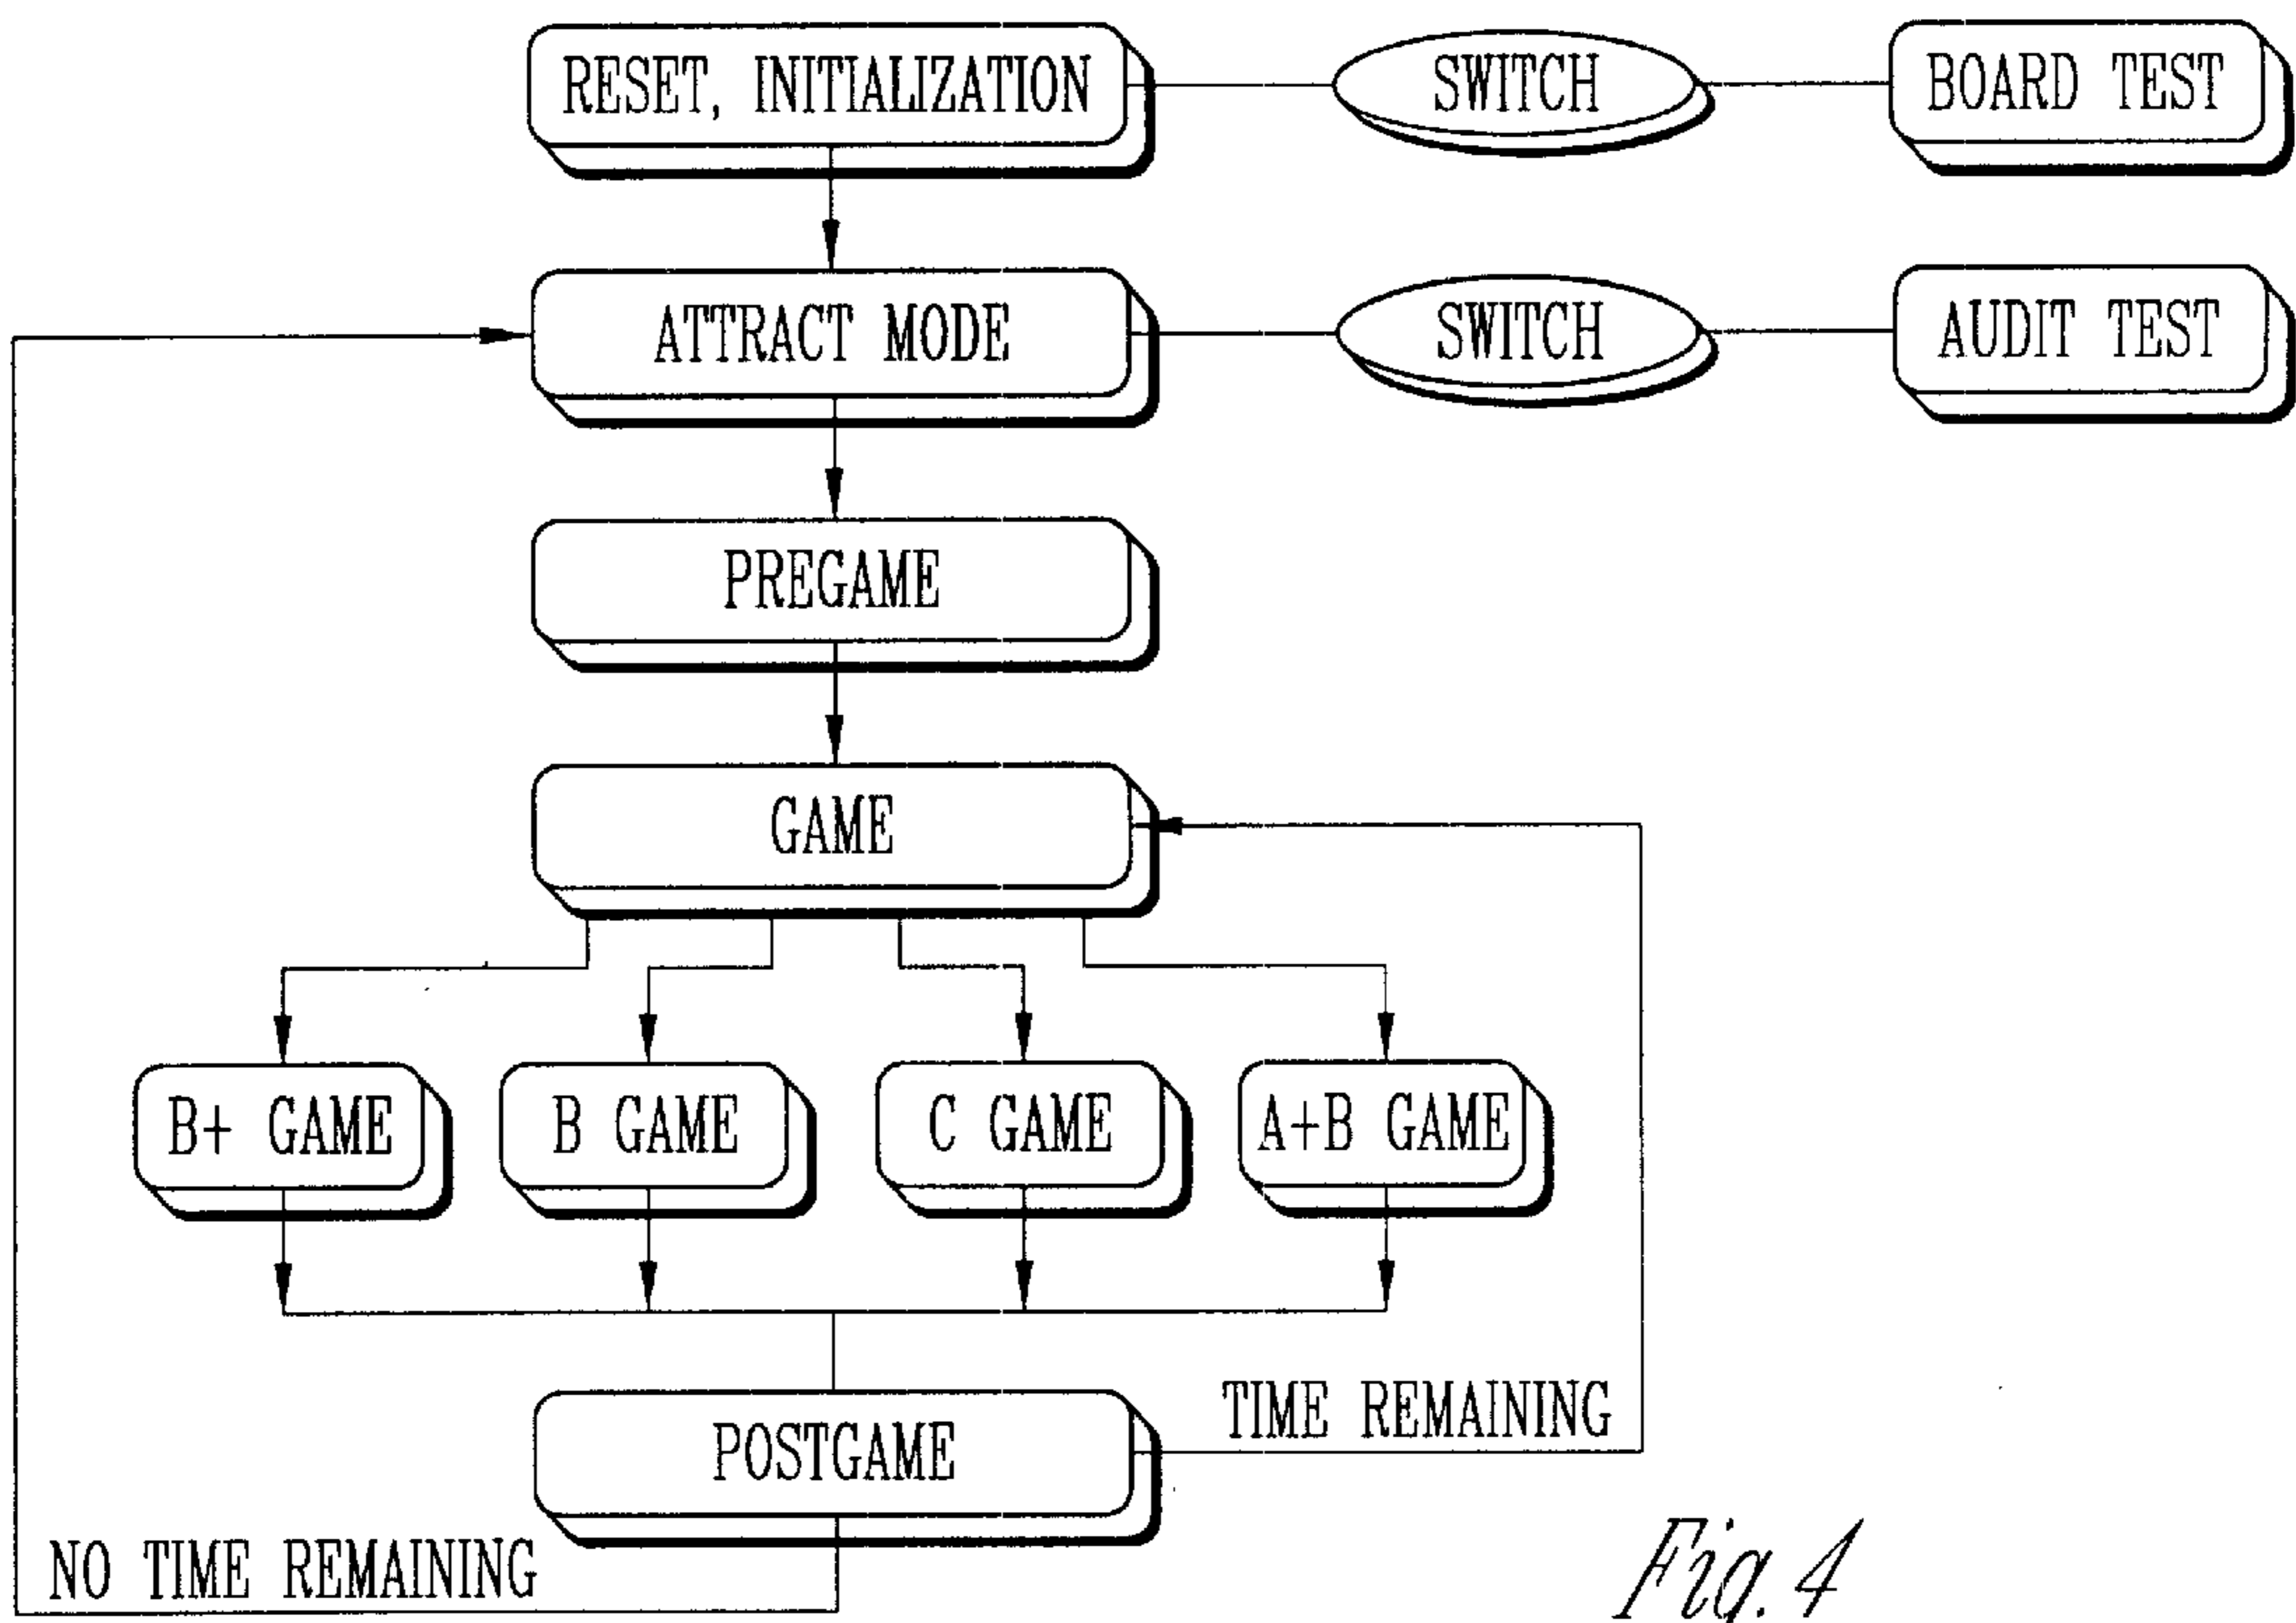 RESET, INITIALIZATION
SWITCH
BOARD TEST
ATTRACT MODE
SWITCH
AUDIT TEST
PREGAME
GAME
B+ GAME
B GAME
C GAME
A+B GAME
POSTGAME
TIME REMAINING
NO TIME REMAINING
Fig. 4